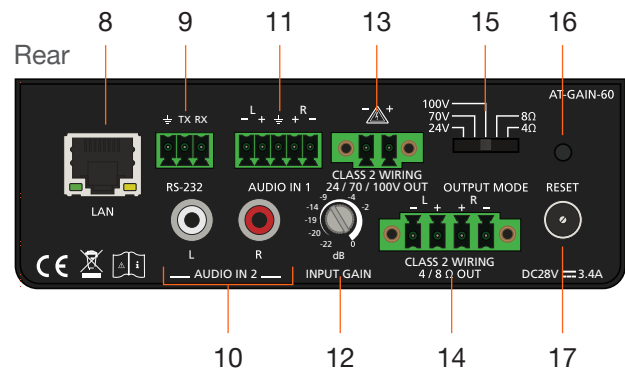 8 9 11 13 15 16
Rear
AT-GAIN-60
⏚ TX RX
L R
− + ⏚ + −
− +
100V
70V 8Ω
24V 4Ω
LAN
RS-232
AUDIO IN 1
CLASS 2 WIRING
24 / 70 / 100V OUT
OUTPUT MODE
RESET
-9 -4
-14 -2
-19
-20
-22 0
dB
L R
− + + −
L R
AUDIO IN 2
INPUT GAIN
CLASS 2 WIRING
4 / 8 Ω OUT
DC28V ⎓ 3.4A
CE
i
10 12 14 17